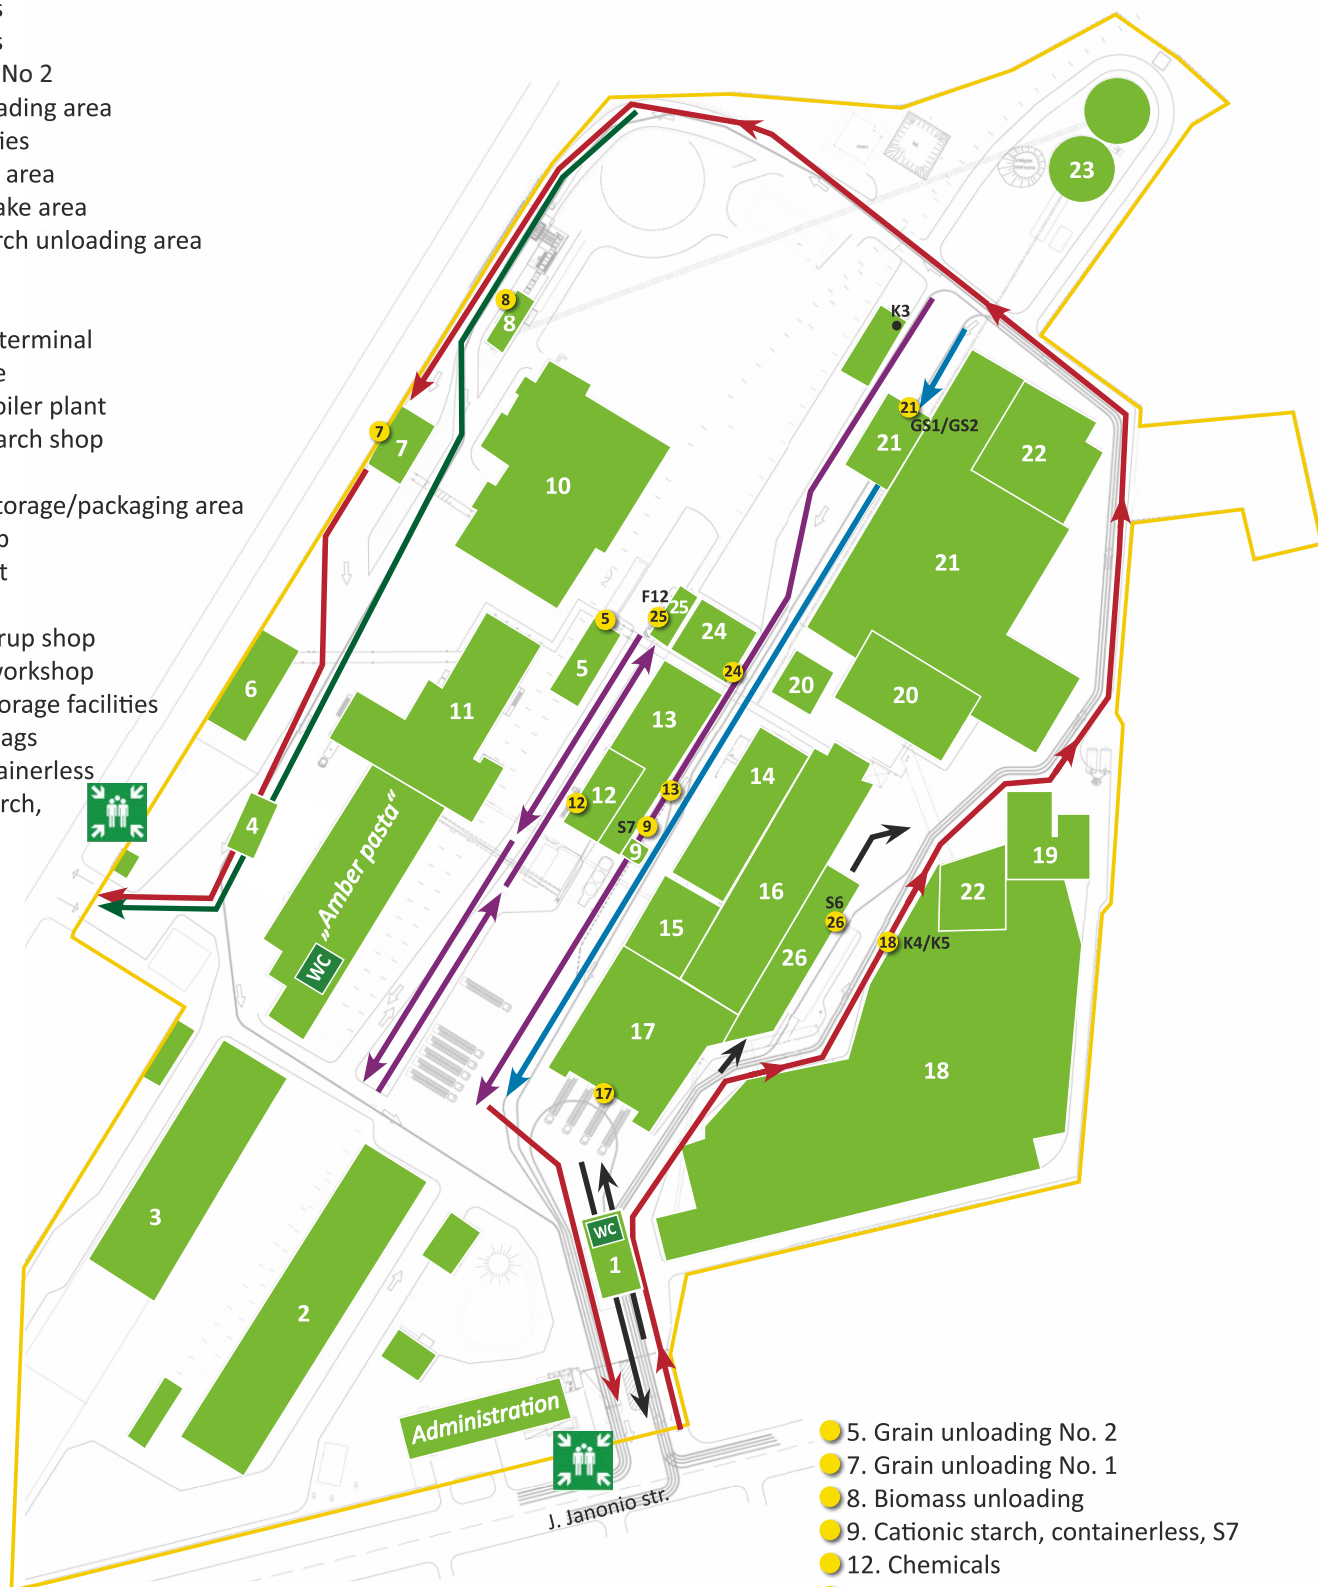 s
s
No 2
ading area
ies
area
ake area
rch unloading area
terminal
e
oiler plant
arch shop
torage/packaging area
p
t
rup shop
workshop
orage facilities
ags
ainerless
rch,
23
K3
8
8
21
GS1/GS2
7
7
21
22
10
21
F12
25
25
5
24
5
24
6
20
20
11
13
14
12
12
13
S7
9
9
4
„Amber pasta“
19
16
22
S6
26
15
18
K4/K5
26
WC
17
18
17
3
WC
1
2
Administration
J. Janonio str.
5. Grain unloading No. 2
7. Grain unloading No. 1
8. Biomass unloading
9. Cationic starch, containerless, S7
12. Chemicals